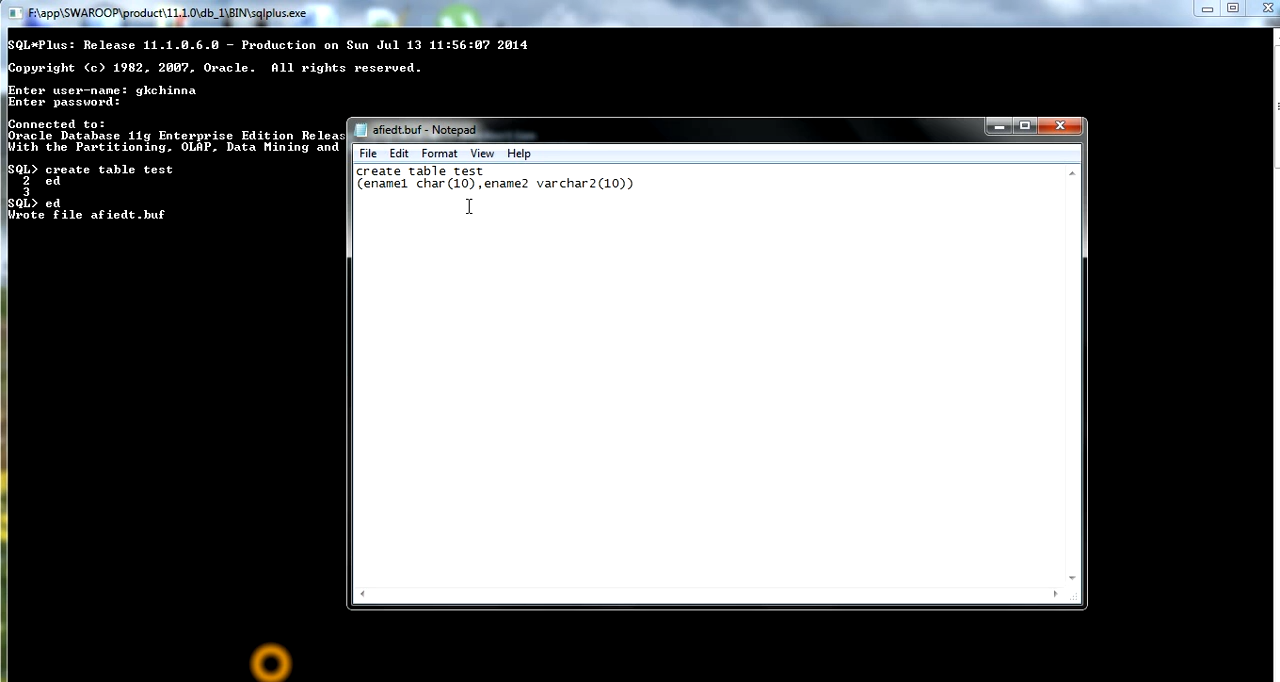 F:\app\SWAROOP\product\11.1.0\db_1\BIN\sqlplus.exe
SQL*Plus: Release 11.1.0.6.0 - Production on Sun Jul 13 11:56:07 2014
Copyright (c) 1982, 2007, Oracle.  All rights reserved.
Enter user-name: gkchinna
Enter password:
Connected to:
Oracle Database 11g Enterprise Edition Releas
With the Partitioning, OLAP, Data Mining and
SQL> create table test
2  ed
3
SQL> ed
Wrote file afiedt.buf
afiedt.buf - Notepad
File Edit Format View Help
create table test
(ename1 char(10),ename2 varchar2(10))